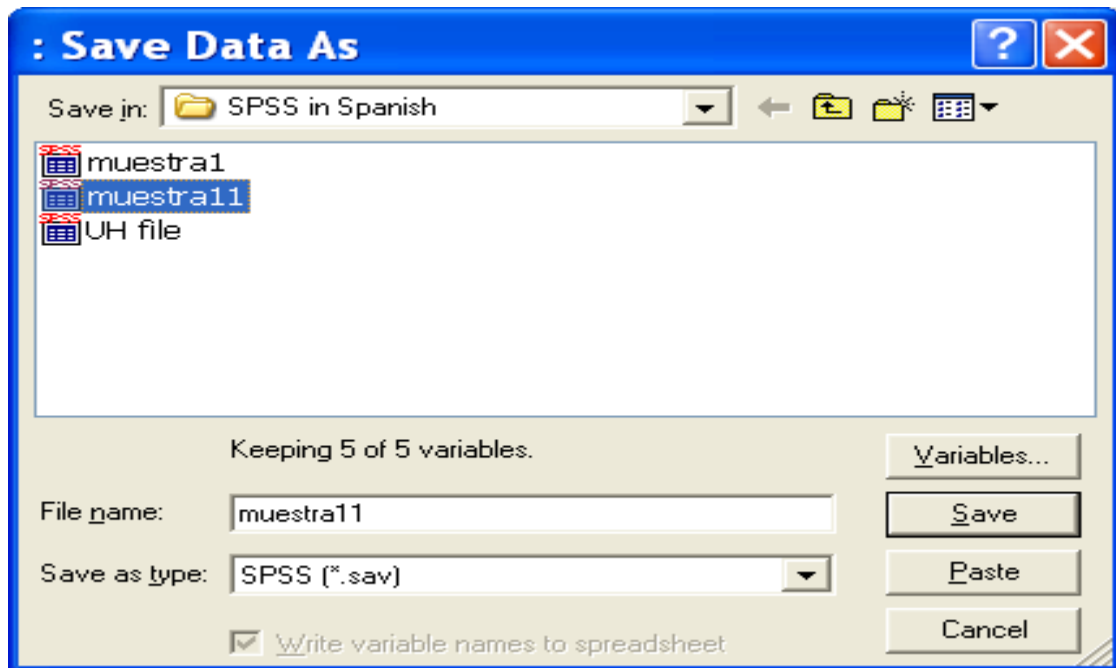 : Save Data As
Save in: SPSS in Spanish
muestra1
muestra11
UH file
Keeping 5 of 5 variables.
Variables...
File name: muestra11
Save
Save as type: SPSS (*.sav)
Paste
Write variable names to spreadsheet
Cancel